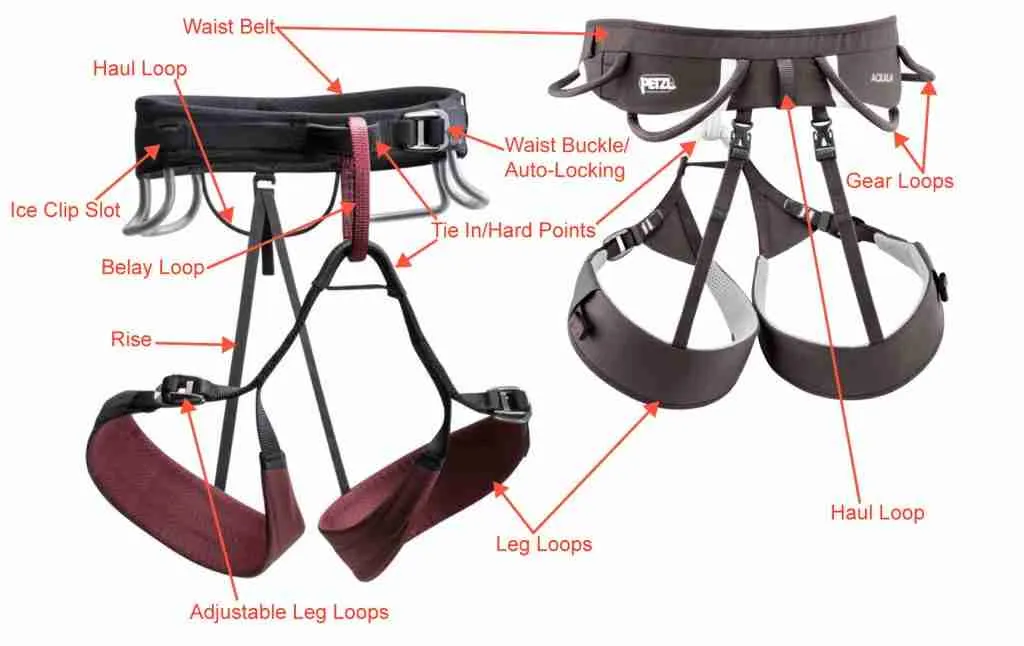 Waist Belt
Haul Loop
PETZL
AQUILA
Waist Buckle/
Auto-Locking
Gear Loops
Ice Clip Slot
Tie In/Hard Points
Belay Loop
Rise
Haul Loop
Leg Loops
Adjustable Leg Loops